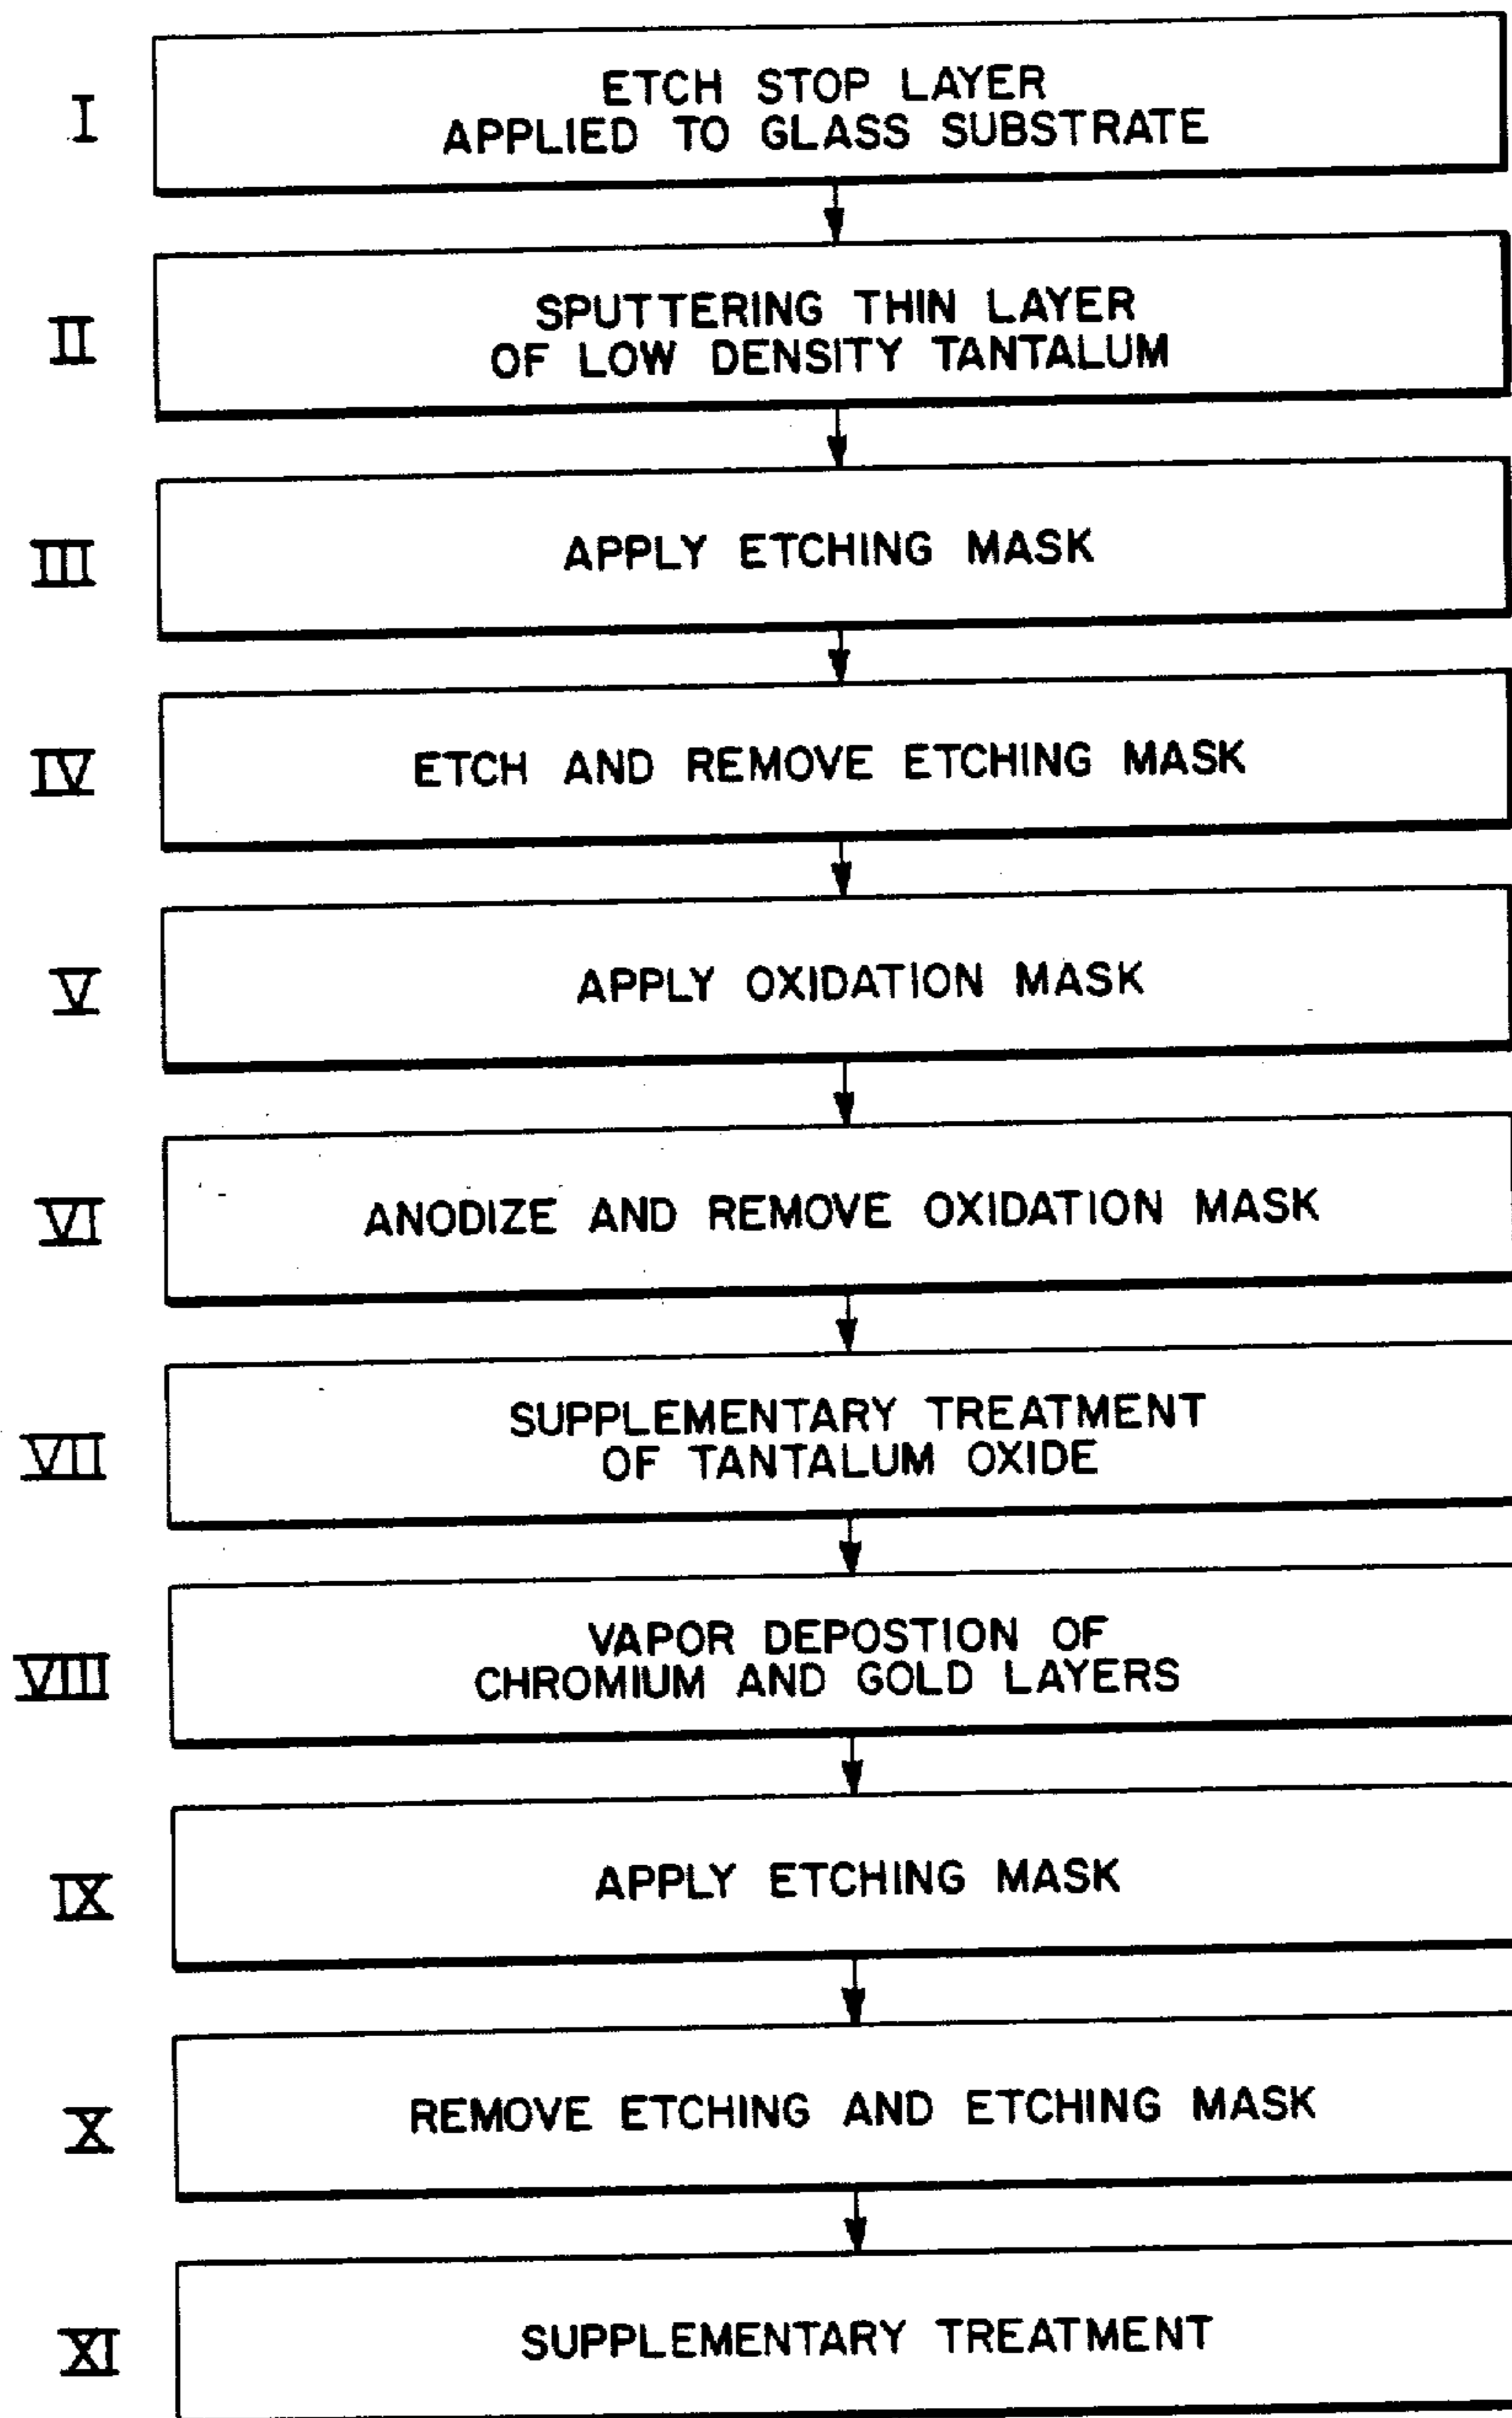 I
ETCH STOP LAYER
APPLIED TO GLASS SUBSTRATE
II
SPUTTERING THIN LAYER
OF LOW DENSITY TANTALUM
III
APPLY ETCHING MASK
IV
ETCH AND REMOVE ETCHING MASK
V
APPLY OXIDATION MASK
VI
ANODIZE AND REMOVE OXIDATION MASK
VII
SUPPLEMENTARY TREATMENT
OF TANTALUM OXIDE
VIII
VAPOR DEPOSTION OF
CHROMIUM AND GOLD LAYERS
IX
APPLY ETCHING MASK
X
REMOVE ETCHING AND ETCHING MASK
XI
SUPPLEMENTARY TREATMENT